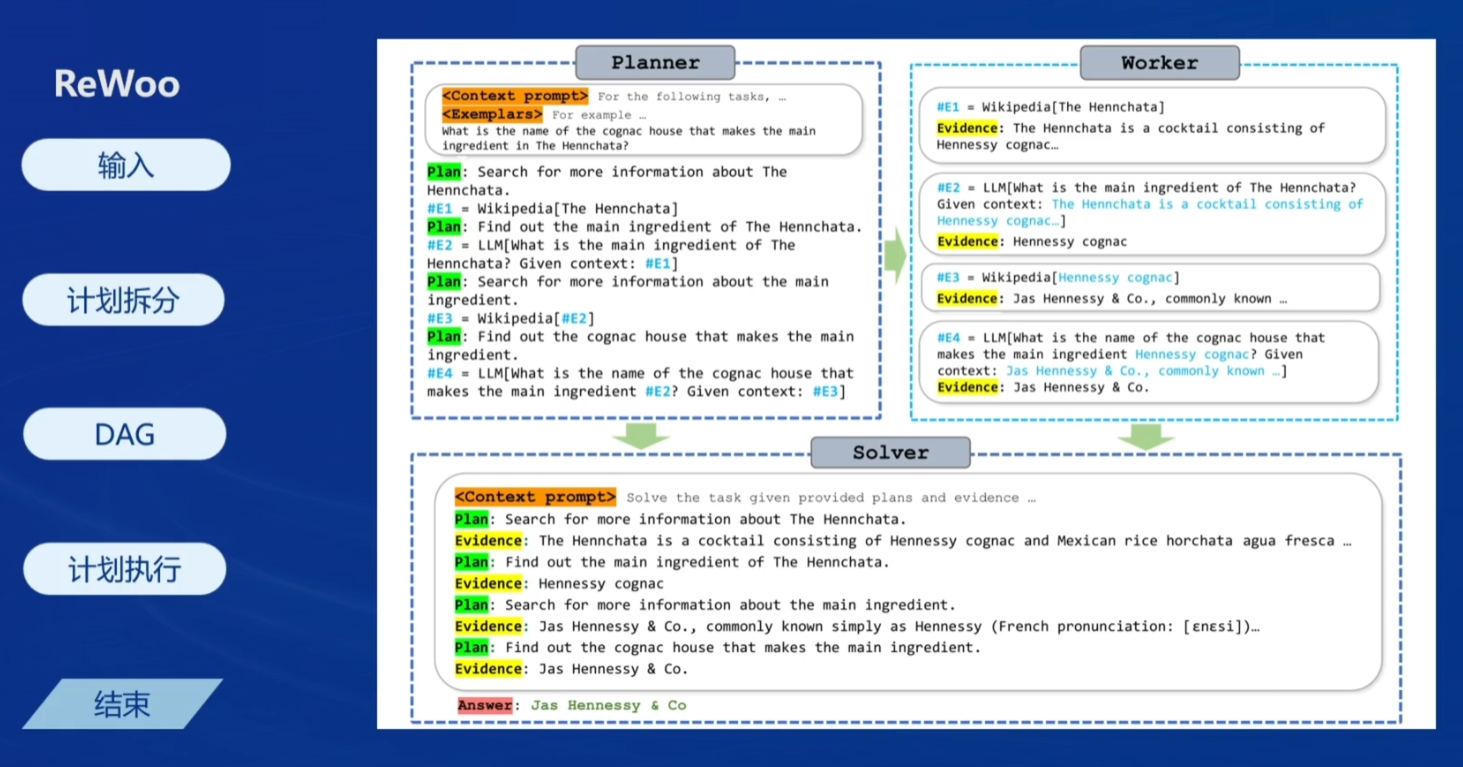 ReWoo
输入
计划拆分
DAG
计划执行
结束
Planner
<Context prompt> For the following tasks, …
<Exemplars> For example …
What is the name of the cognac house that makes the main
ingredient in The Hennchata?
Plan: Search for more information about The
Hennchata.
#E1 = Wikipedia[The Hennchata]
Plan: Find out the main ingredient of The Hennchata.
#E2 = LLM[What is the main ingredient of The
Hennchata? Given context: #E1]
Plan: Search for more information about the main
ingredient.
#E3 = Wikipedia[#E2]
Plan: Find out the cognac house that makes the main
ingredient.
#E4 = LLM[What is the name of the cognac house that
makes the main ingredient #E2? Given context: #E3]
Worker
#E1 = Wikipedia[The Hennchata]
Evidence: The Hennchata is a cocktail consisting of
Hennessy cognac…
#E2 = LLM[What is the main ingredient of The Hennchata?
Given context: The Hennchata is a cocktail consisting of
Hennessy cognac…]
Evidence: Hennessy cognac
#E3 = Wikipedia[Hennessy cognac]
Evidence: Jas Hennessy & Co., commonly known …
#E4 = LLM[What is the name of the cognac house that
makes the main ingredient Hennessy cognac? Given
context: Jas Hennessy & Co., commonly known …]
Evidence: Jas Hennessy & Co.
Solver
<Context prompt> Solve the task given provided plans and evidence …
Plan: Search for more information about The Hennchata.
Evidence: The Hennchata is a cocktail consisting of Hennessy cognac and Mexican rice horchata agua fresca …
Plan: Find out the main ingredient of The Hennchata.
Evidence: Hennessy cognac
Plan: Search for more information about the main ingredient.
Evidence: Jas Hennessy & Co., commonly known simply as Hennessy (French pronunciation: [ɛnɛsi])…
Plan: Find out the cognac house that makes the main ingredient.
Evidence: Jas Hennessy & Co.
Answer: Jas Hennessy & Co